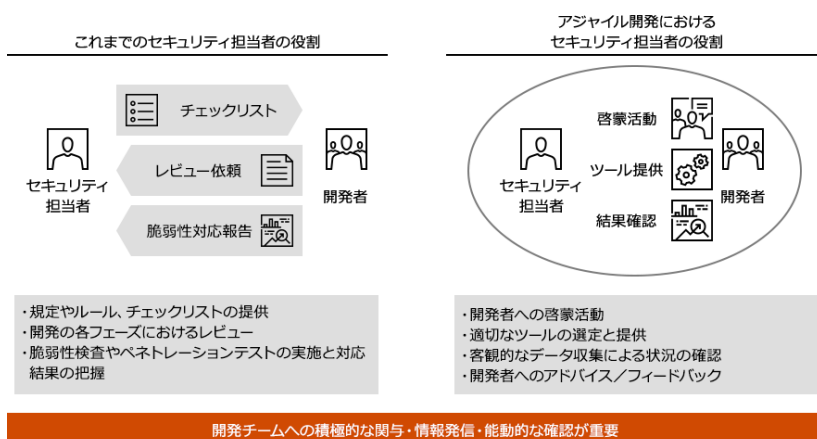 これまでのセキュリティ担当者の役割
チェックリスト
レビュー依頼
脆弱性対応報告
セキュリティ
担当者
開発者
・規定やルール、チェックリストの提供
・開発の各フェーズにおけるレビュー
・脆弱性検査やペネトレーションテストの実施と対応
結果の把握
アジャイル開発における
セキュリティ担当者の役割
啓蒙活動
ツール提供
結果確認
セキュリティ
担当者
開発者
・開発者への啓蒙活動
・適切なツールの選定と提供
・客観的なデータ収集による状況の確認
・開発者へのアドバイス／フィードバック
開発チームへの積極的な関与・情報発信・能動的な確認が重要